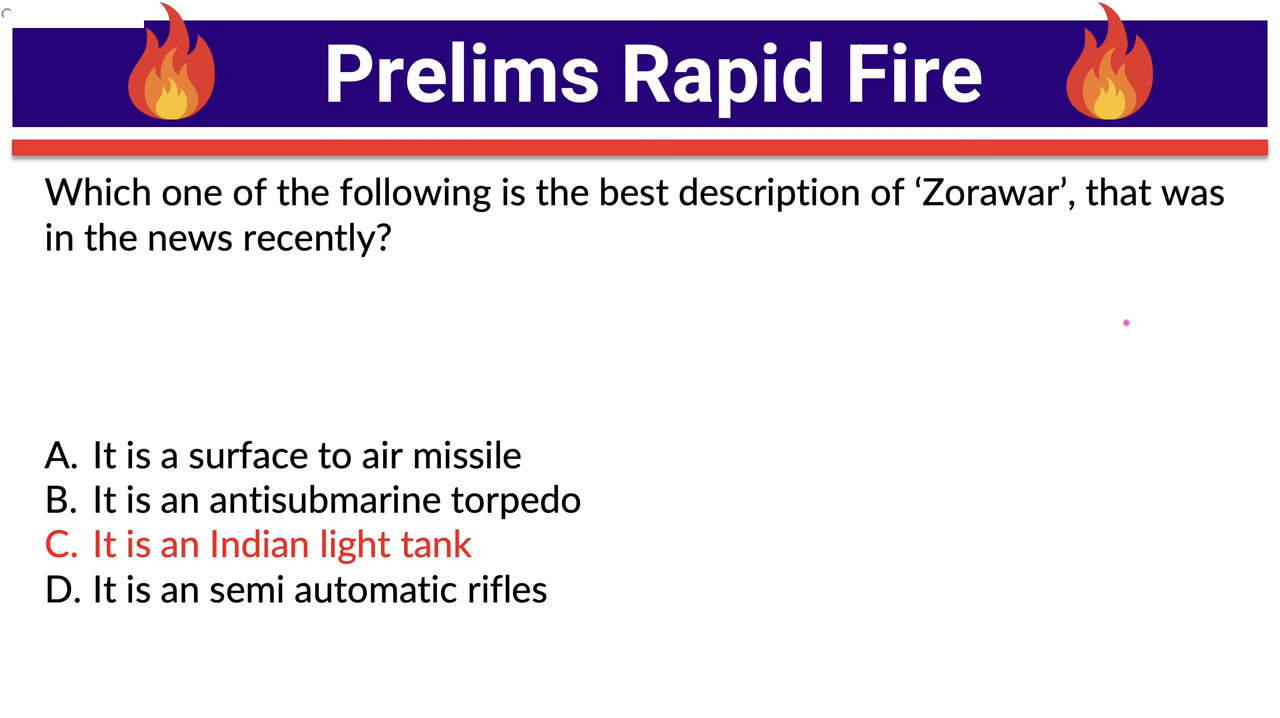 Prelims Rapid Fire
Which one of the following is the best description of ‘Zorawar’, that was
in the news recently?
A. It is a surface to air missile
B. It is an antisubmarine torpedo
C. It is an Indian light tank
D. It is an semi automatic rifles